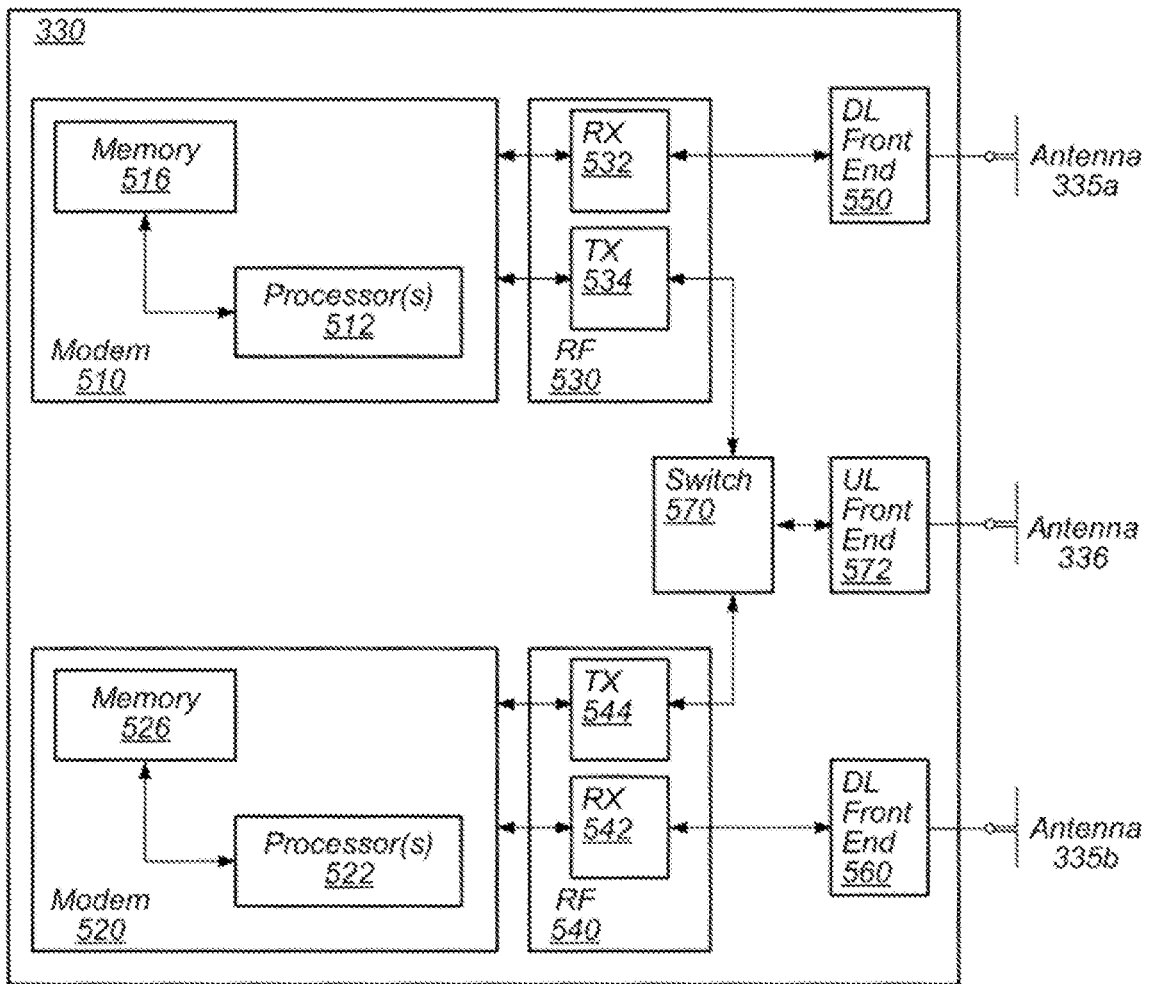 330
Memory
516
Processor(s)
512
Modem
510
RX
532
TX
534
RF
530
DL
Front
End
550
Antenna
335a
Switch
570
UL
Front
End
572
Antenna
336
Memory
526
Processor(s)
522
Modem
520
TX
544
RX
542
RF
540
DL
Front
End
560
Antenna
335b